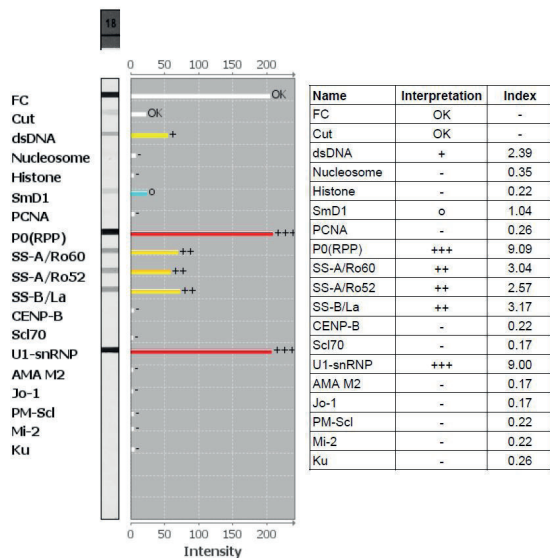 18
0 50 100 150 200
FC OK
Cut OK
dsDNA +
Nucleosome -
Histone -
SmD1 o
PCNA -
P0(RPP) +++
SS-A/Ro60 ++
SS-A/Ro52 ++
SS-B/La ++
CENP-B -
Scl70 -
U1-snRNP +++
AMA M2 -
Jo-1 -
PM-Scl -
Mi-2 -
Ku -
0 50 100 150 200
Intensity
Name Interpretation Index
FC OK -
Cut OK -
dsDNA + 2.39
Nucleosome - 0.35
Histone - 0.22
SmD1 o 1.04
PCNA - 0.26
P0(RPP) +++ 9.09
SS-A/Ro60 ++ 3.04
SS-A/Ro52 ++ 2.57
SS-B/La ++ 3.17
CENP-B - 0.22
Scl70 - 0.17
U1-snRNP +++ 9.00
AMA M2 - 0.17
Jo-1 - 0.17
PM-Scl - 0.22
Mi-2 - 0.22
Ku - 0.26